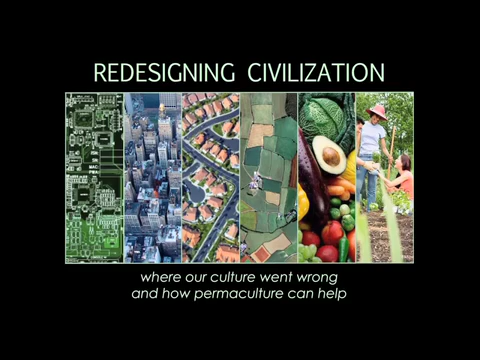 REDESIGNING CIVILIZATION
where our culture went wrong
and how permaculture can help